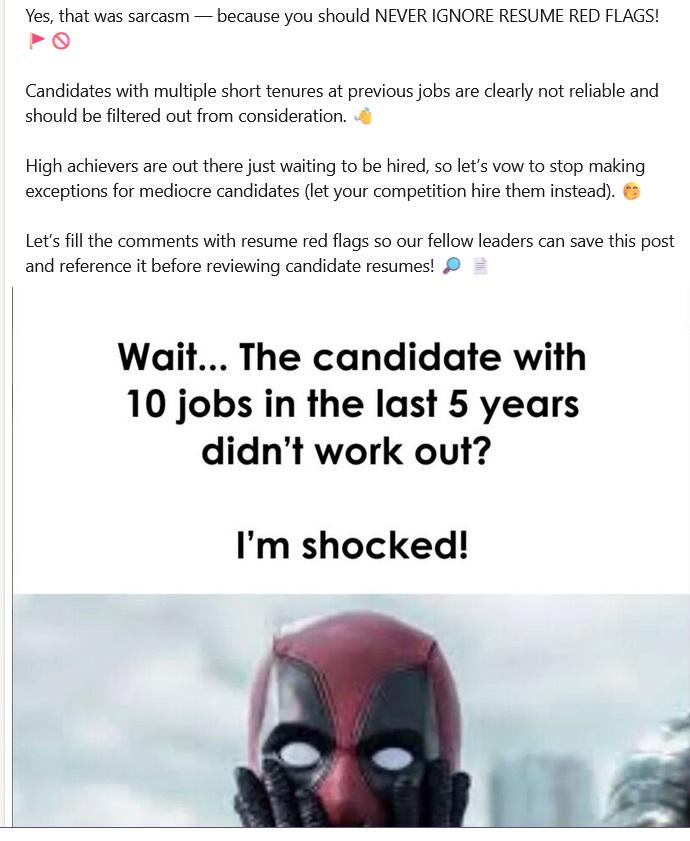 Yes, that was sarcasm — because you should NEVER IGNORE RESUME RED FLAGS!
🚩🚫
Candidates with multiple short tenures at previous jobs are clearly not reliable and
should be filtered out from consideration. 👋
High achievers are out there just waiting to be hired, so let’s vow to stop making
exceptions for mediocre candidates (let your competition hire them instead). 🤭
Let’s fill the comments with resume red flags so our fellow leaders can save this post
and reference it before reviewing candidate resumes! 🔎 📄
Wait... The candidate with
10 jobs in the last 5 years
didn’t work out?
I’m shocked!